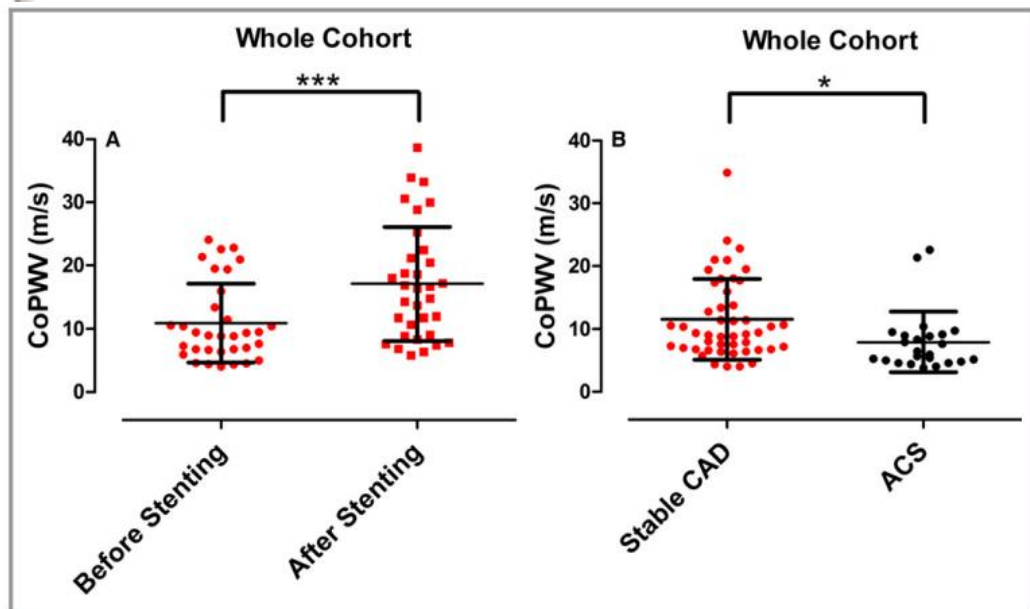 Whole Cohort
***
A
CoPWV (m/s)
40
30
20
10
0
Before Stenting
After Stenting
Whole Cohort
*
B
CoPWV (m/s)
40
30
20
10
0
Stable CAD
ACS